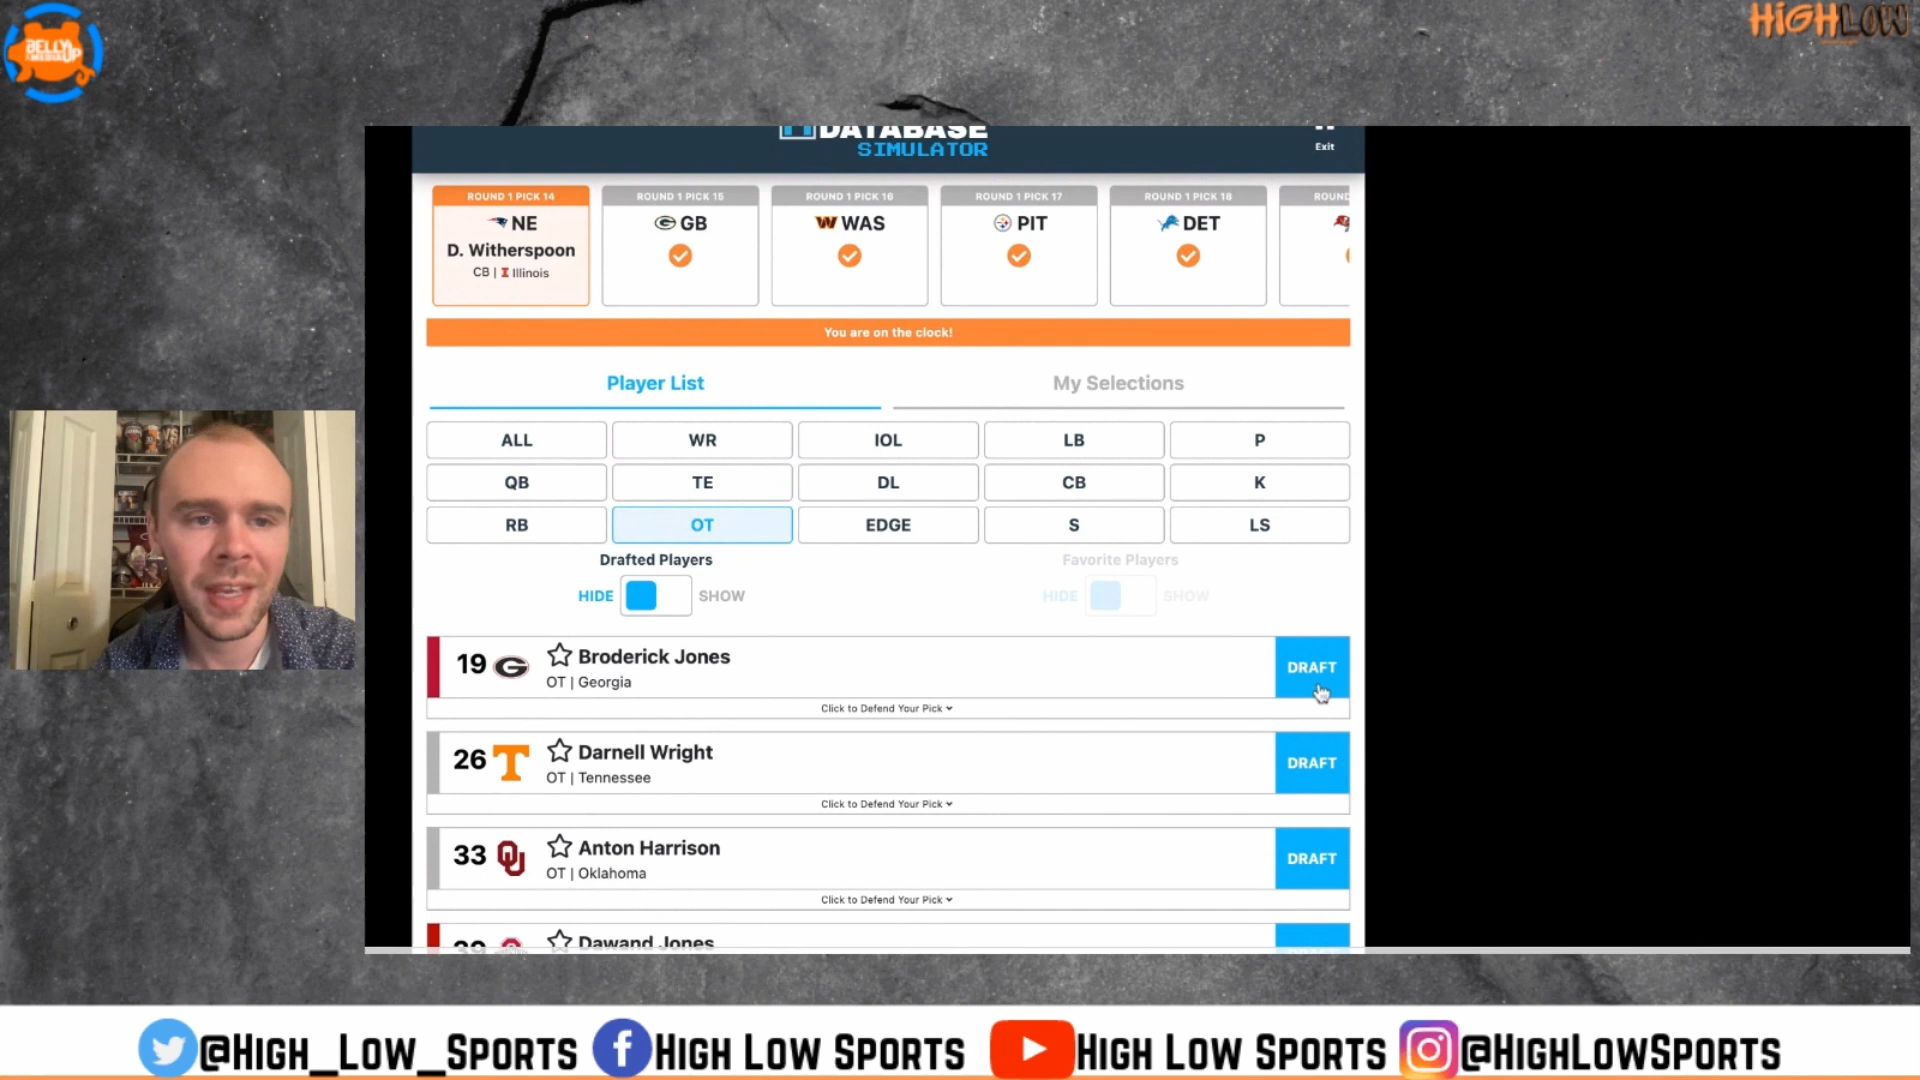 BELLY UP
MEDIA
HiGHLOW
DATABASE
SIMULATOR
Exit
ROUND 1 PICK 14
NE
D. Witherspoon
CB | Illinois
ROUND 1 PICK 15
GB
ROUND 1 PICK 16
WAS
ROUND 1 PICK 17
PIT
ROUND 1 PICK 18
DET
ROUND
You are on the clock!
Player List
My Selections
ALL
WR
IOL
LB
P
QB
TE
DL
CB
K
RB
OT
EDGE
S
LS
Drafted Players
HIDE
SHOW
Favorite Players
HIDE
SHOW
19
Broderick Jones
OT | Georgia
DRAFT
Click to Defend Your Pick
26
Darnell Wright
OT | Tennessee
DRAFT
Click to Defend Your Pick
33
Anton Harrison
OT | Oklahoma
DRAFT
Click to Defend Your Pick
39
Dawand Jones
@High_Low_Sports
High Low Sports
High Low Sports
@HighLowSports